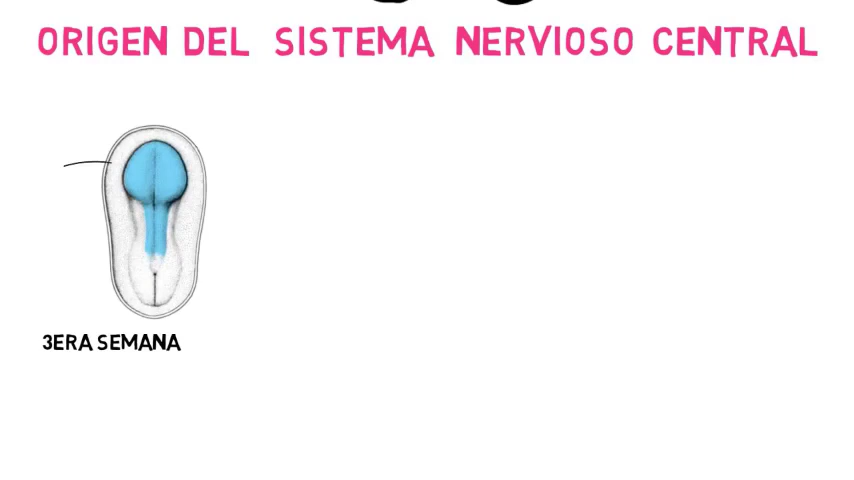 ORIGEN DEL SISTEMA NERVIOSO CENTRAL
3ERA SEMANA